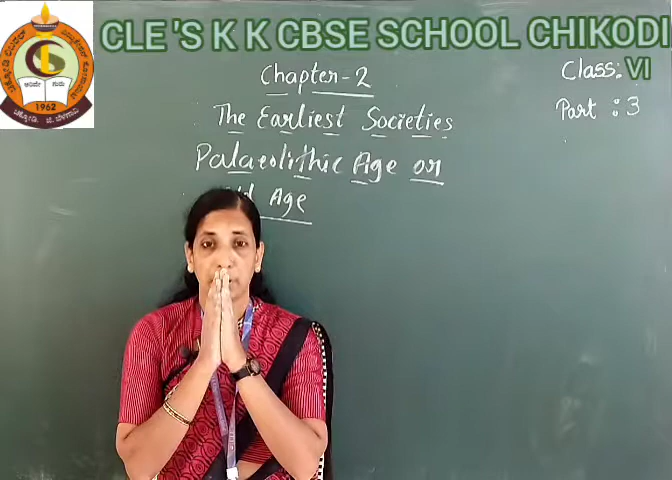 CLE'S K K CBSE SCHOOL CHIKODI
1962
Chapter-2
Class: VI
The Earliest Societies
Part : 3
Palaeolithic Age or
Age